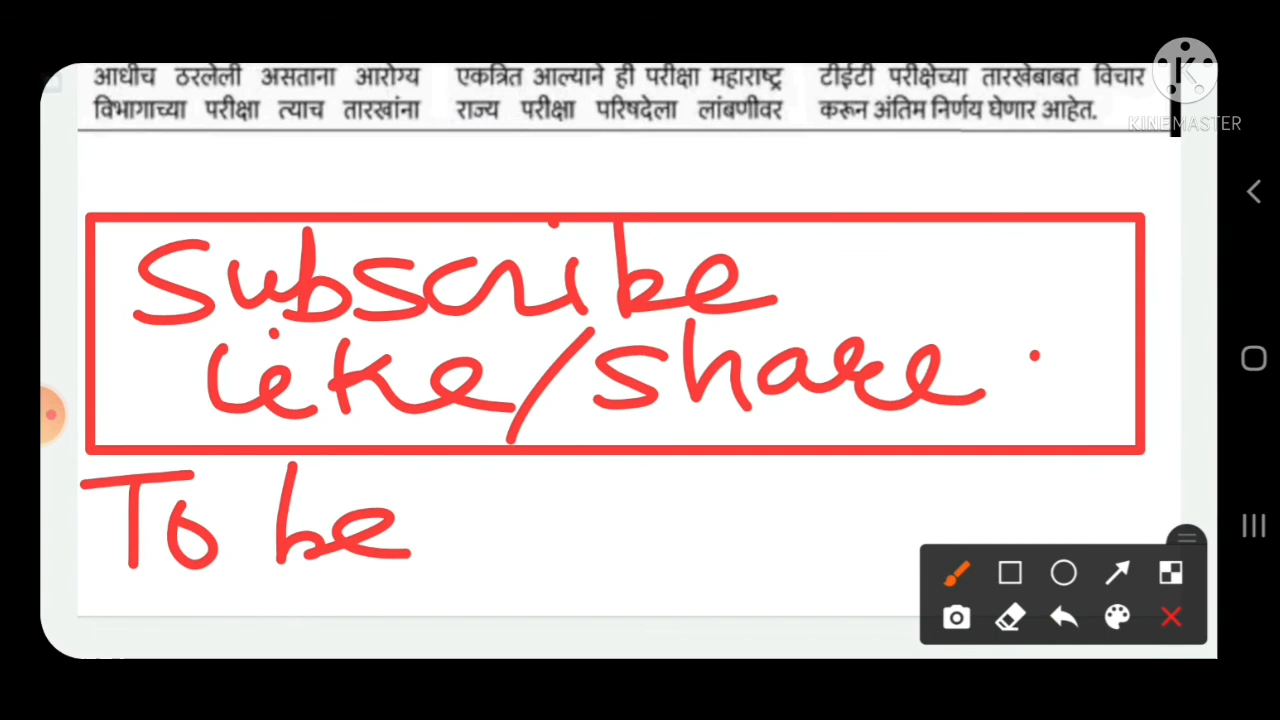 आधीच ठरलेली असताना आरोग्य
विभागाच्या परीक्षा त्याच तारखांना
एकत्रित आल्याने ही परीक्षा महाराष्ट्र
राज्य परीक्षा परिषदेला लांबणीवर
टीईटी परीक्षेच्या तारखेबाबत विचार
करून अंतिम निर्णय घेणार आहेत.
KINEMASTER
Subscribe
like/share.
To be